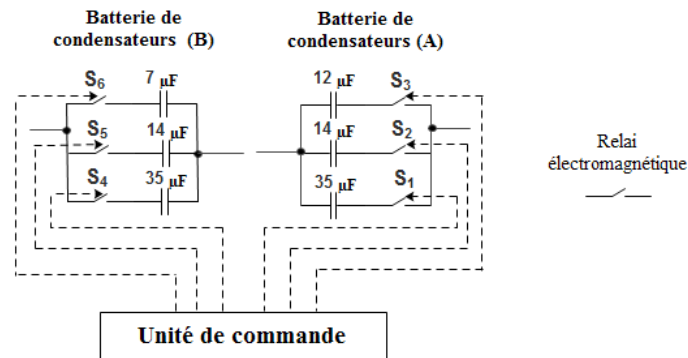 Batterie de
condensateurs (B)
Batterie de
condensateurs (A)
S6
7 µF
S5
14 µF
S4
35 µF
12 µF
S3
14 µF
S2
35 µF
S1
Relai
électromagnétique
Unité de commande